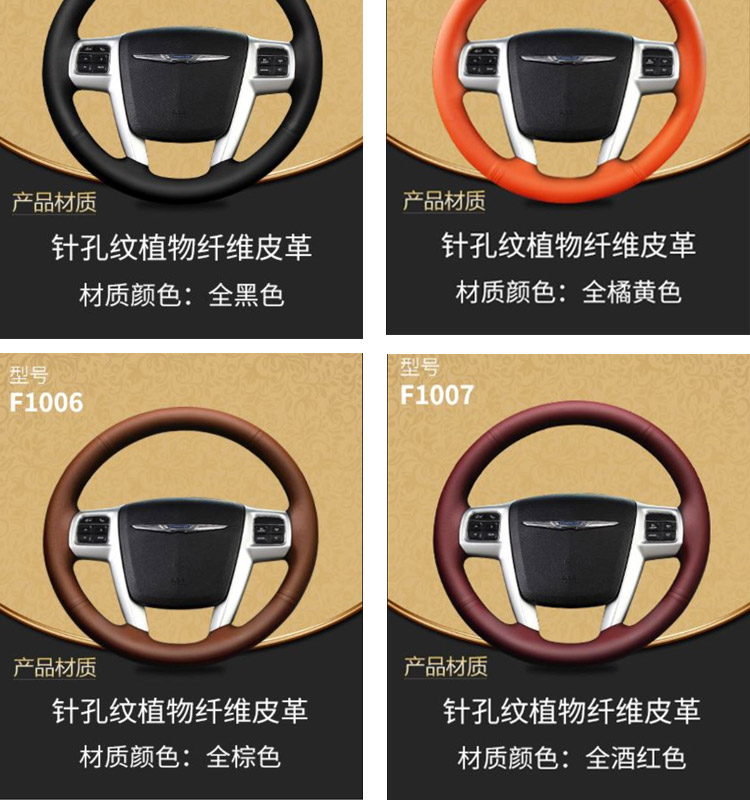 产品材质
针孔纹植物纤维皮革
材质颜色：全黑色
产品材质
针孔纹植物纤维皮革
材质颜色：全橘黄色
型号
F1006
产品材质
针孔纹植物纤维皮革
材质颜色：全棕色
型号
F1007
产品材质
针孔纹植物纤维皮革
材质颜色：全酒红色